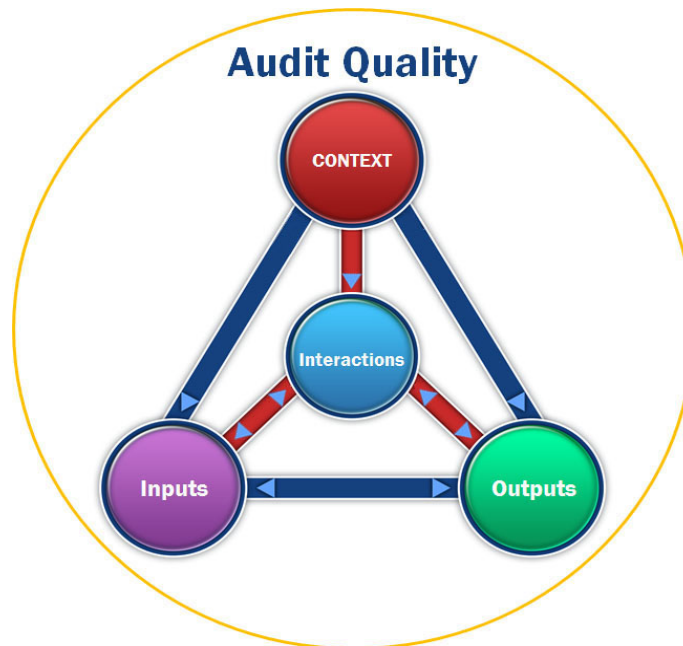 Audit Quality
CONTEXT
Interactions
Inputs
Outputs